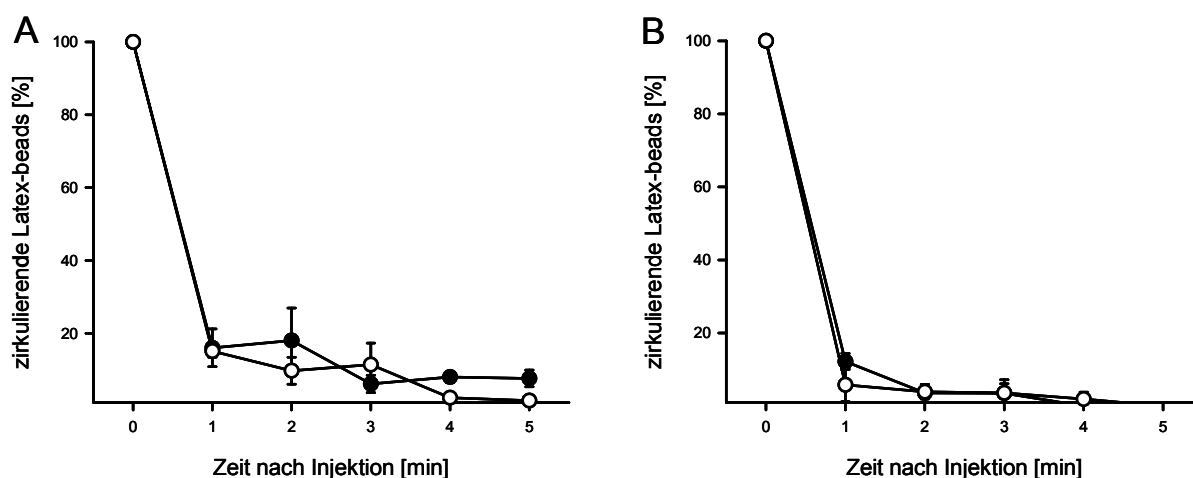 A
zirkulierende Latex-beads [%]
100
80
60
40
20
0 1 2 3 4 5
Zeit nach Injektion [min]
B
zirkulierende Latex-beads [%]
100
80
60
40
20
0 1 2 3 4 5
Zeit nach Injektion [min]